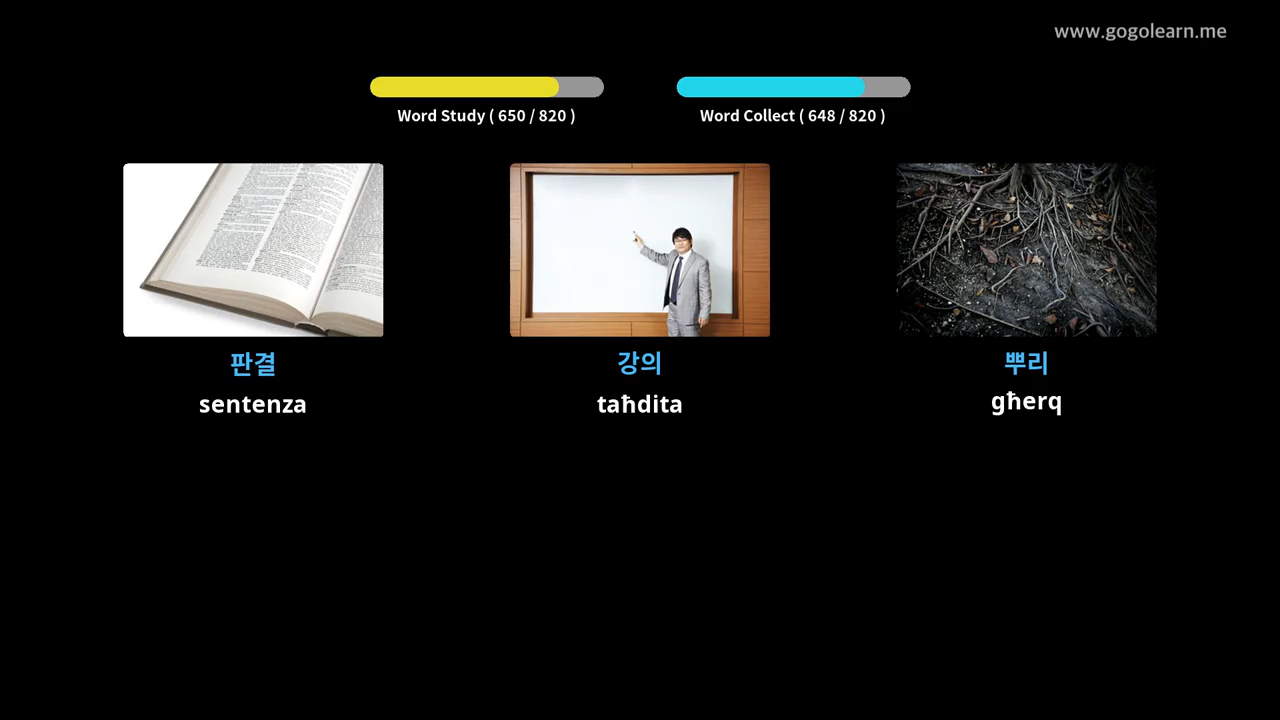 www.gogolearn.me
Word Study ( 650 / 820 )
Word Collect ( 648 / 820 )
판결
강의
뿌리
sentenza
taħdita
għerq